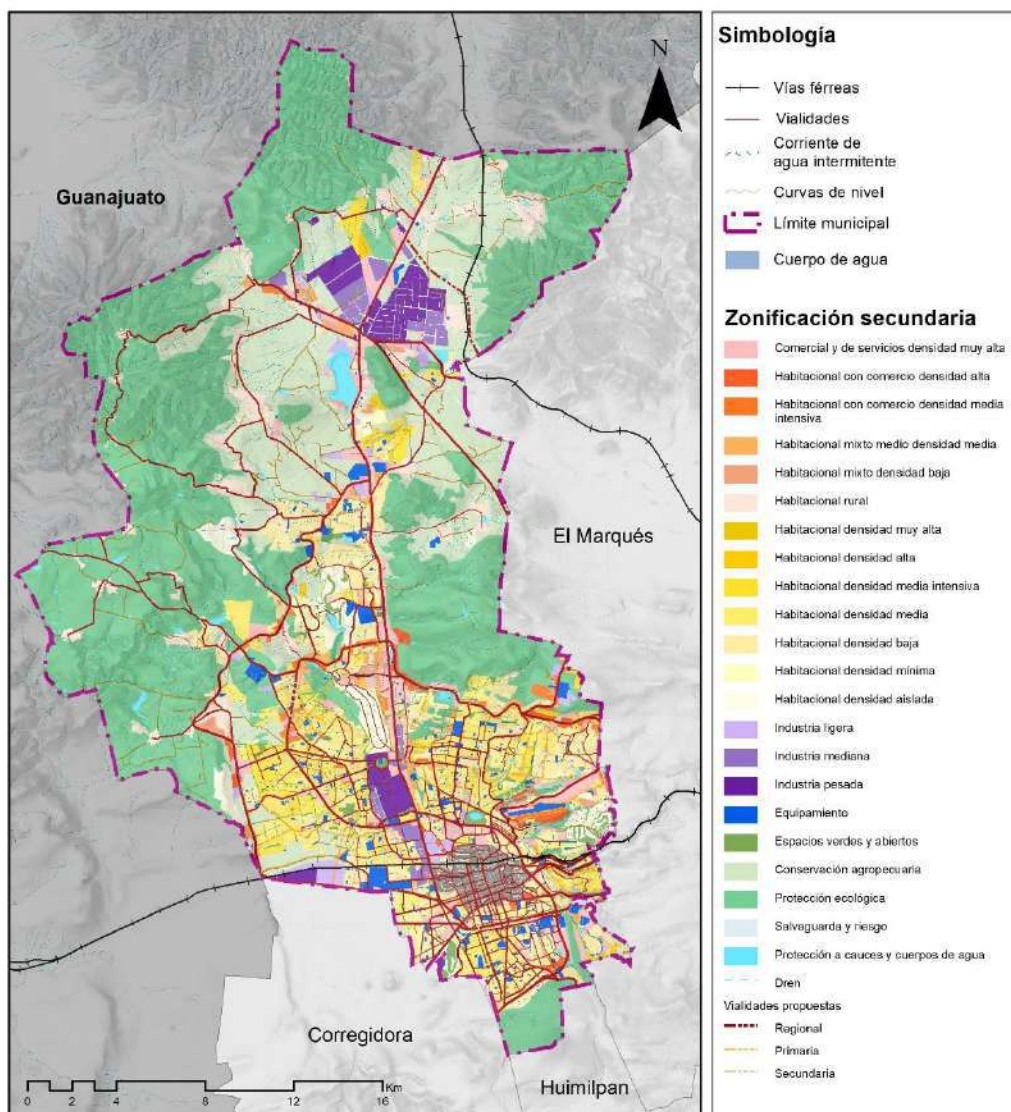 N
Guanajuato
El Marqués
Corregidora
Huimilpan
0 2 4 8 12 16 Km
Simbología
Vías férreas
Vialidades
Corriente de
agua intermitente
Curvas de nivel
Límite municipal
Cuerpo de agua
Zonificación secundaria
Comercial y de servicios densidad muy alta
Habitacional con comercio densidad alta
Habitacional con comercio densidad media
intensiva
Habitacional mixto medio densidad media
Habitacional mixto densidad baja
Habitacional rural
Habitacional densidad muy alta
Habitacional densidad alta
Habitacional densidad media intensiva
Habitacional densidad media
Habitacional densidad baja
Habitacional densidad mínima
Habitacional densidad aislada
Industria ligera
Industria mediana
Industria pesada
Equipamiento
Espacios verdes y abiertos
Conservación agropecuaria
Protección ecológica
Salvaguarda y riesgo
Protección a cauces y cuerpos de agua
Dren
Vialidades propuestas
Regional
Primaria
Secundaria